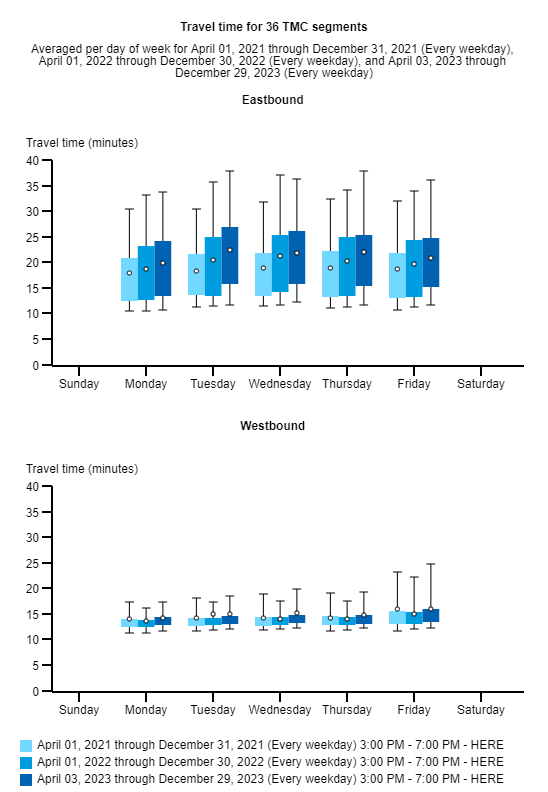 Travel time for 36 TMC segments
Averaged per day of week for April 01, 2021 through December 31, 2021 (Every weekday),
April 01, 2022 through December 30, 2022 (Every weekday), and April 03, 2023 through
December 29, 2023 (Every weekday)
Eastbound
Travel time (minutes)
40
35
30
25
20
15
10
5
0
Sunday Monday Tuesday Wednesday Thursday Friday Saturday
Westbound
Travel time (minutes)
40
35
30
25
20
15
10
5
0
Sunday Monday Tuesday Wednesday Thursday Friday Saturday
April 01, 2021 through December 31, 2021 (Every weekday) 3:00 PM - 7:00 PM - HERE
April 01, 2022 through December 30, 2022 (Every weekday) 3:00 PM - 7:00 PM - HERE
April 03, 2023 through December 29, 2023 (Every weekday) 3:00 PM - 7:00 PM - HERE